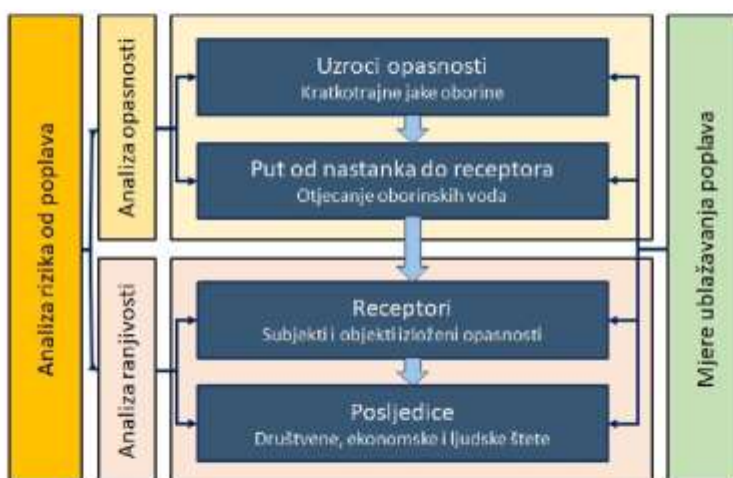 Analiza rizika od poplava
Analiza opasnosti
Uzroci opasnosti
Kratkotrajne jake oborine
Put od nastanka do receptora
Otjecanje oborinskih voda
Analiza ranjivosti
Receptori
Subjekti i objekti izloženi opasnosti
Posljedice
Društvene, ekonomske i ljudske štete
Mjere ublažavanja poplava